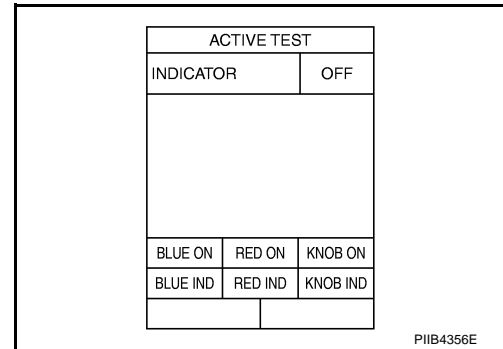 ACTIVE TEST
INDICATOR OFF
BLUE ON RED ON KNOB ON
BLUE IND RED IND KNOB IND
PIIB4356E